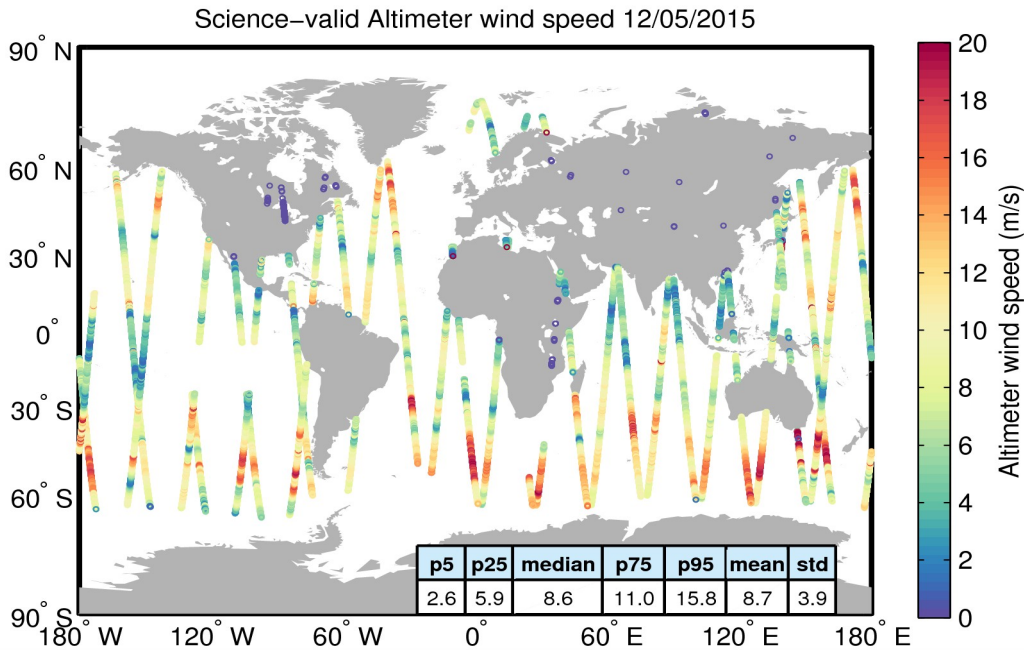 Science−valid Altimeter wind speed 12/05/2015
90° N
60° N
30° N
0°
30° S
60° S
90° S
180° W
120° W
60° W
0°
60° E
120° E
180° E
p5 p25 median p75 p95 mean std
2.6 5.9 8.6 11.0 15.8 8.7 3.9
20
18
16
14
12
10
8
6
4
2
0
Altimeter wind speed (m/s)